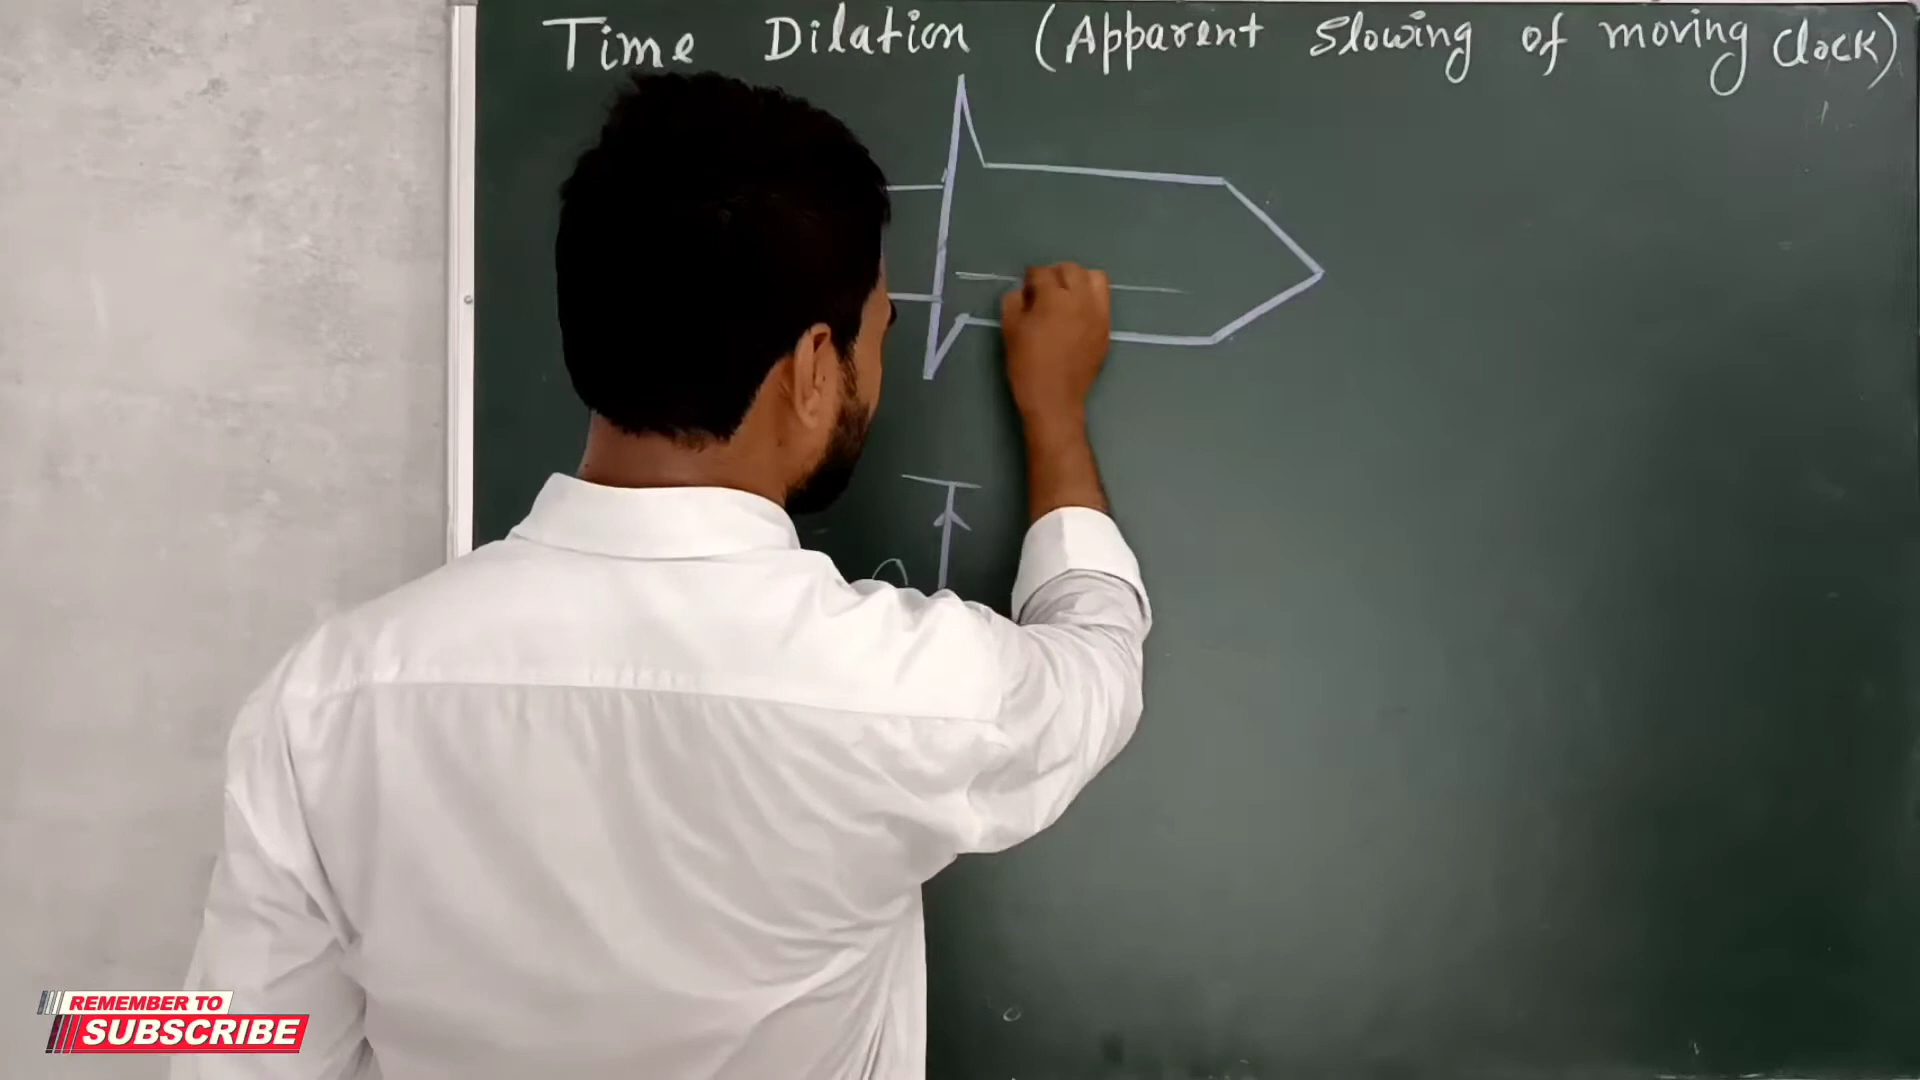 Time Dilation (Apparent Slowing of moving Clock)
REMEMBER TO
SUBSCRIBE